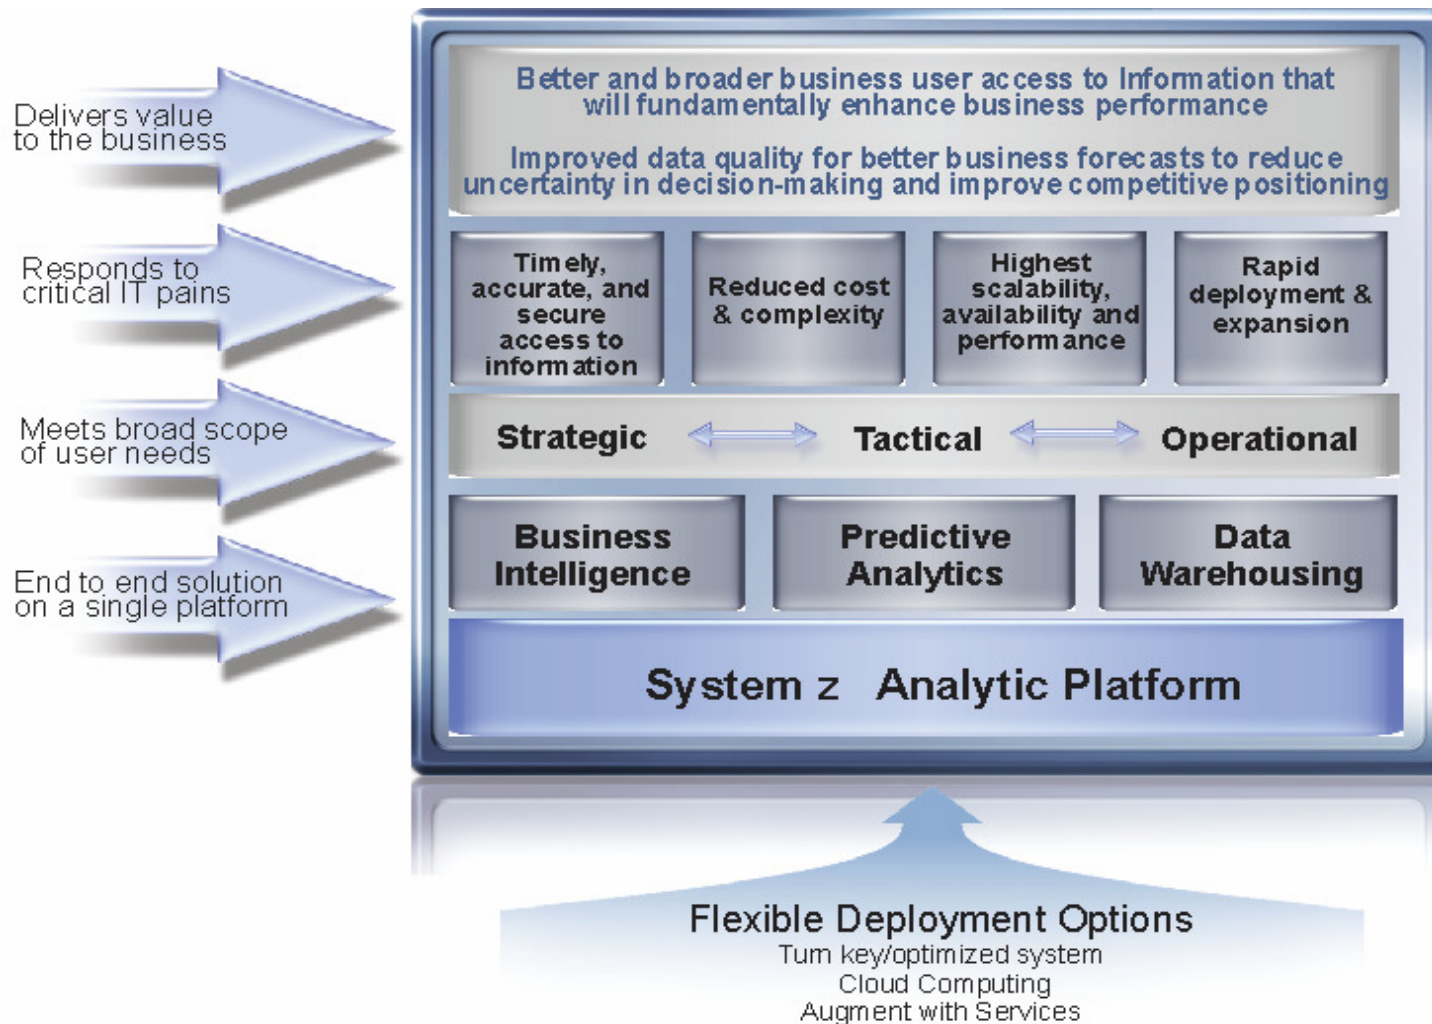 Delivers value
to the business
Better and broader business user access to Information that
will fundamentally enhance business performance
Improved data quality for better business forecasts to reduce
uncertainty in decision-making and improve competitive positioning
Responds to
critical IT pains
Timely,
accurate, and
secure
access to
information
Reduced cost
& complexity
Highest
scalability,
availability and
performance
Rapid
deployment &
expansion
Meets broad scope
of user needs
Strategic
Tactical
Operational
End to end solution
on a single platform
Business
Intelligence
Predictive
Analytics
Data
Warehousing
System z Analytic Platform
Flexible Deployment Options
Turn key/optimized system
Cloud Computing
Augment with Services